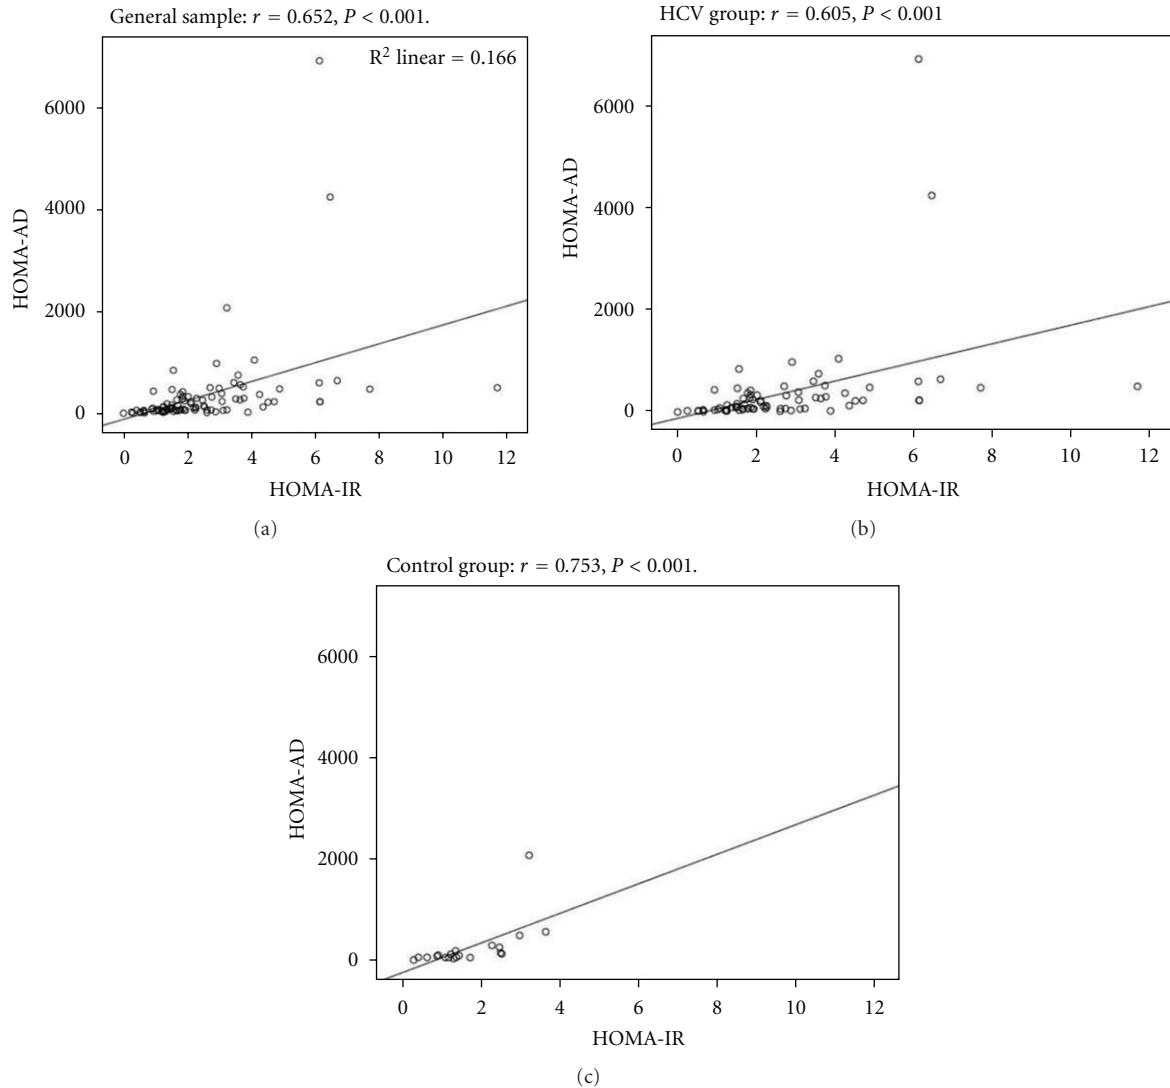 General sample: r = 0.652, P < 0.001.
R² linear = 0.166
6000
4000
2000
0
HOMA-AD
0 2 4 6 8 10 12
HOMA-IR
(a)
HCV group: r = 0.605, P < 0.001
6000
4000
2000
0
HOMA-AD
0 2 4 6 8 10 12
HOMA-IR
(b)
Control group: r = 0.753, P < 0.001.
6000
4000
2000
0
HOMA-AD
0 2 4 6 8 10 12
HOMA-IR
(c)